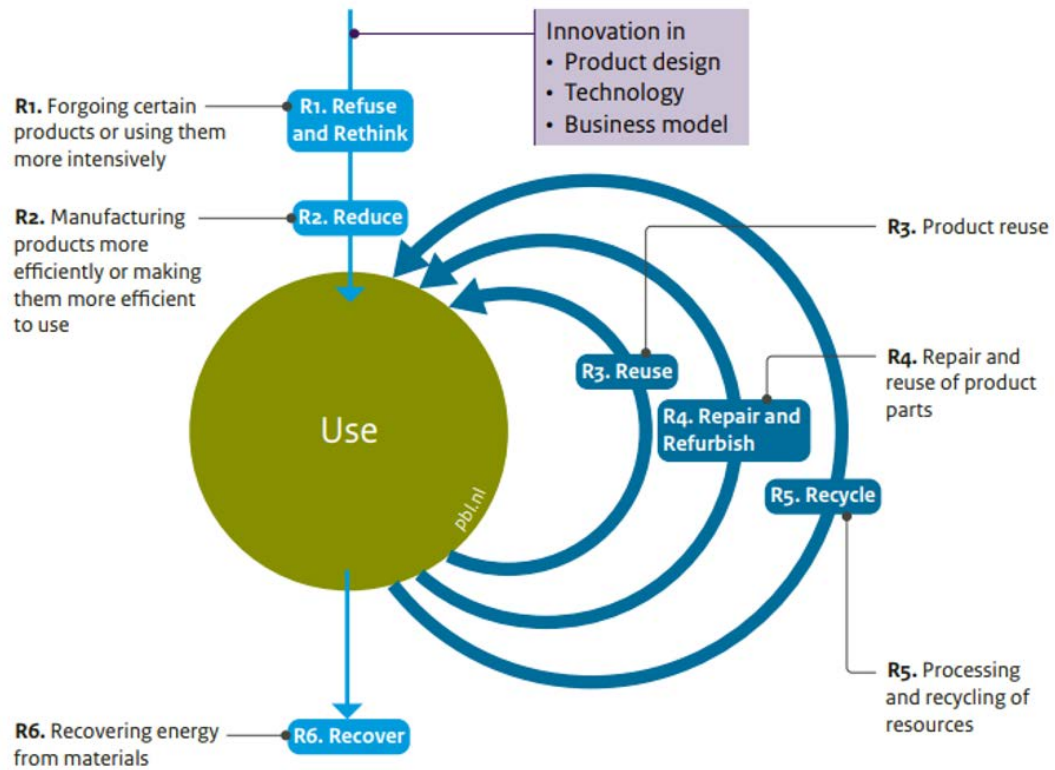 Innovation in
• Product design
• Technology
• Business model
R1. Forgoing certain
products or using them
more intensively
R1. Refuse
and Rethink
R2. Manufacturing
products more
efficiently or making
them more efficient
to use
R2. Reduce
R3. Product reuse
R3. Reuse
R4. Repair and
reuse of product
parts
R4. Repair and
Refurbish
Use
pbl.nl
R5. Recycle
R5. Processing
and recycling of
resources
R6. Recovering energy
from materials
R6. Recover